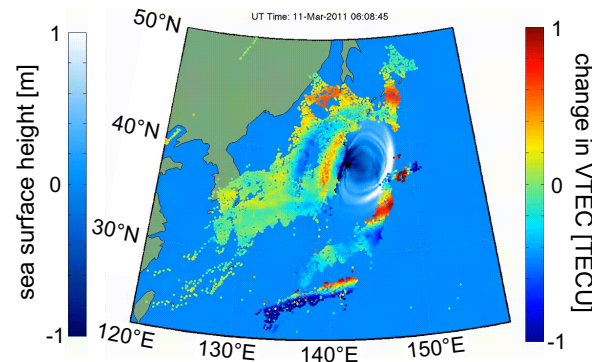 UT Time: 11-Mar-2011 06:08:45
sea surface height [m]
1
0
-1
50°N
40°N
30°N
120°E
130°E
140°E
150°E
1
0
-1
change in VTEC [TECU]